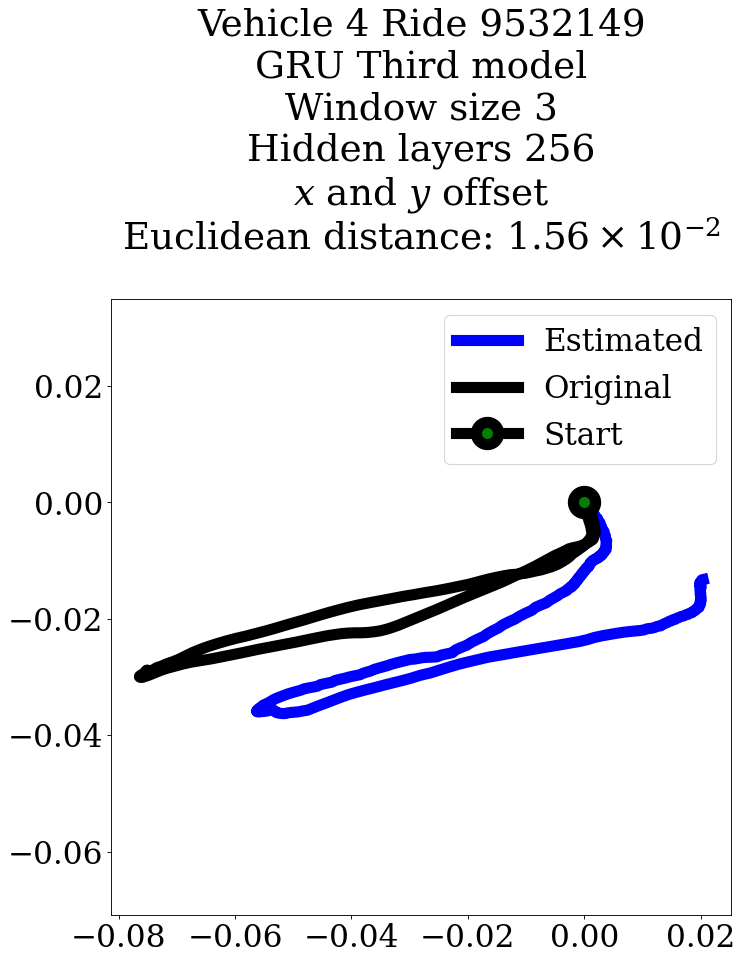 Vehicle 4 Ride 9532149
GRU Third model
Window size 3
Hidden layers 256
x and y offset
Euclidean distance: 1.56 × 10⁻²
Estimated
Original
Start
0.02
0.00
−0.02
−0.04
−0.06
−0.08 −0.06 −0.04 −0.02 0.00 0.02